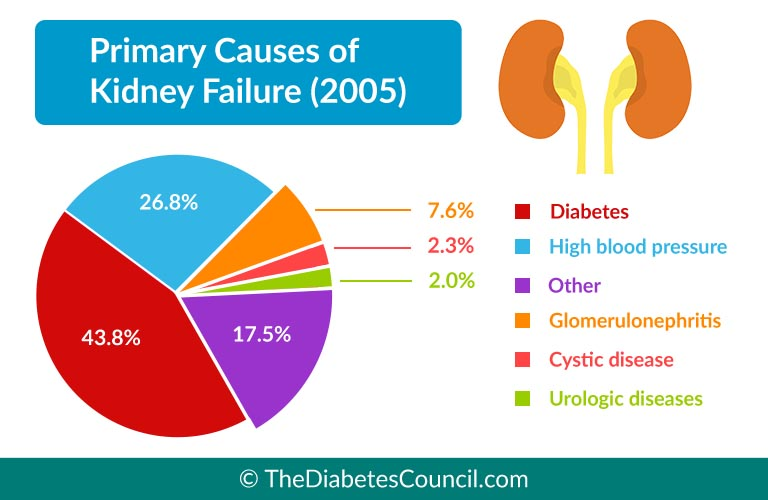 Primary Causes of
Kidney Failure (2005)
26.8%
7.6%
2.3%
2.0%
43.8%
17.5%
Diabetes
High blood pressure
Other
Glomerulonephritis
Cystic disease
Urologic diseases
© TheDiabetesCouncil.com